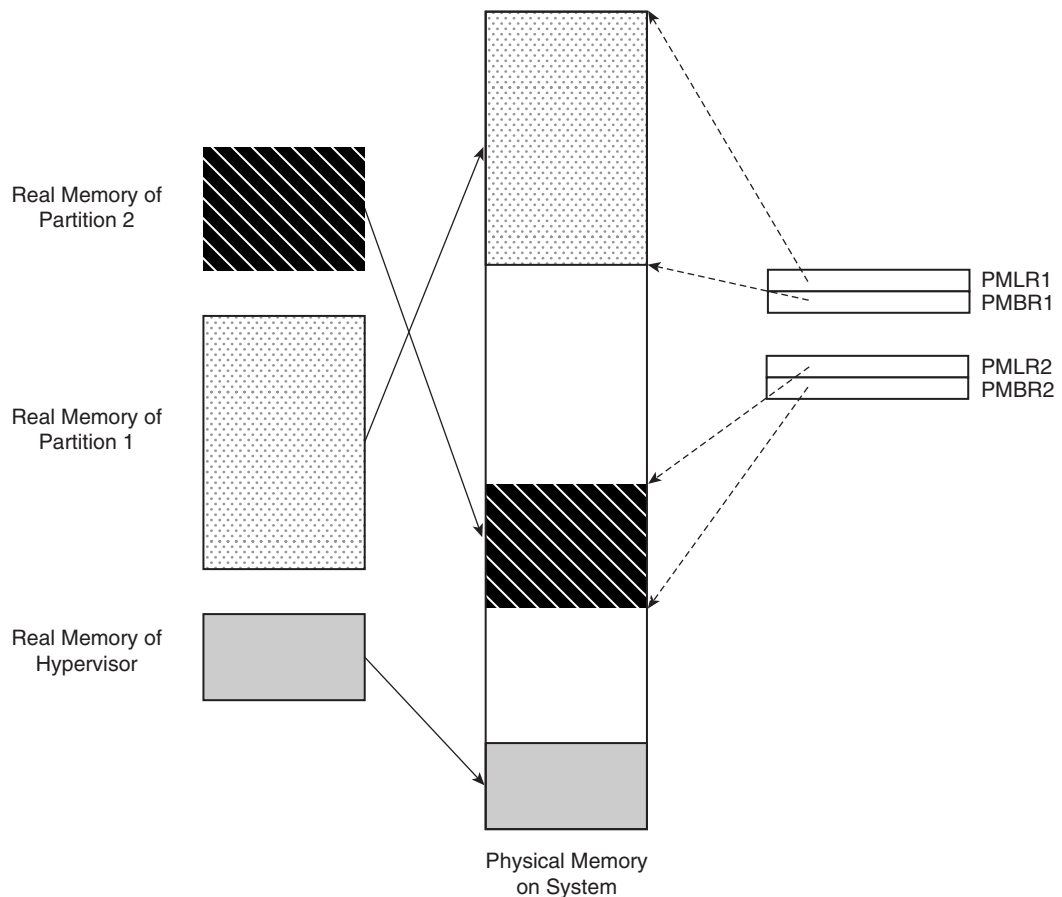 Real Memory of
Partition 2
Real Memory of
Partition 1
Real Memory of
Hypervisor
PMLR1
PMBR1
PMLR2
PMBR2
Physical Memory
on System